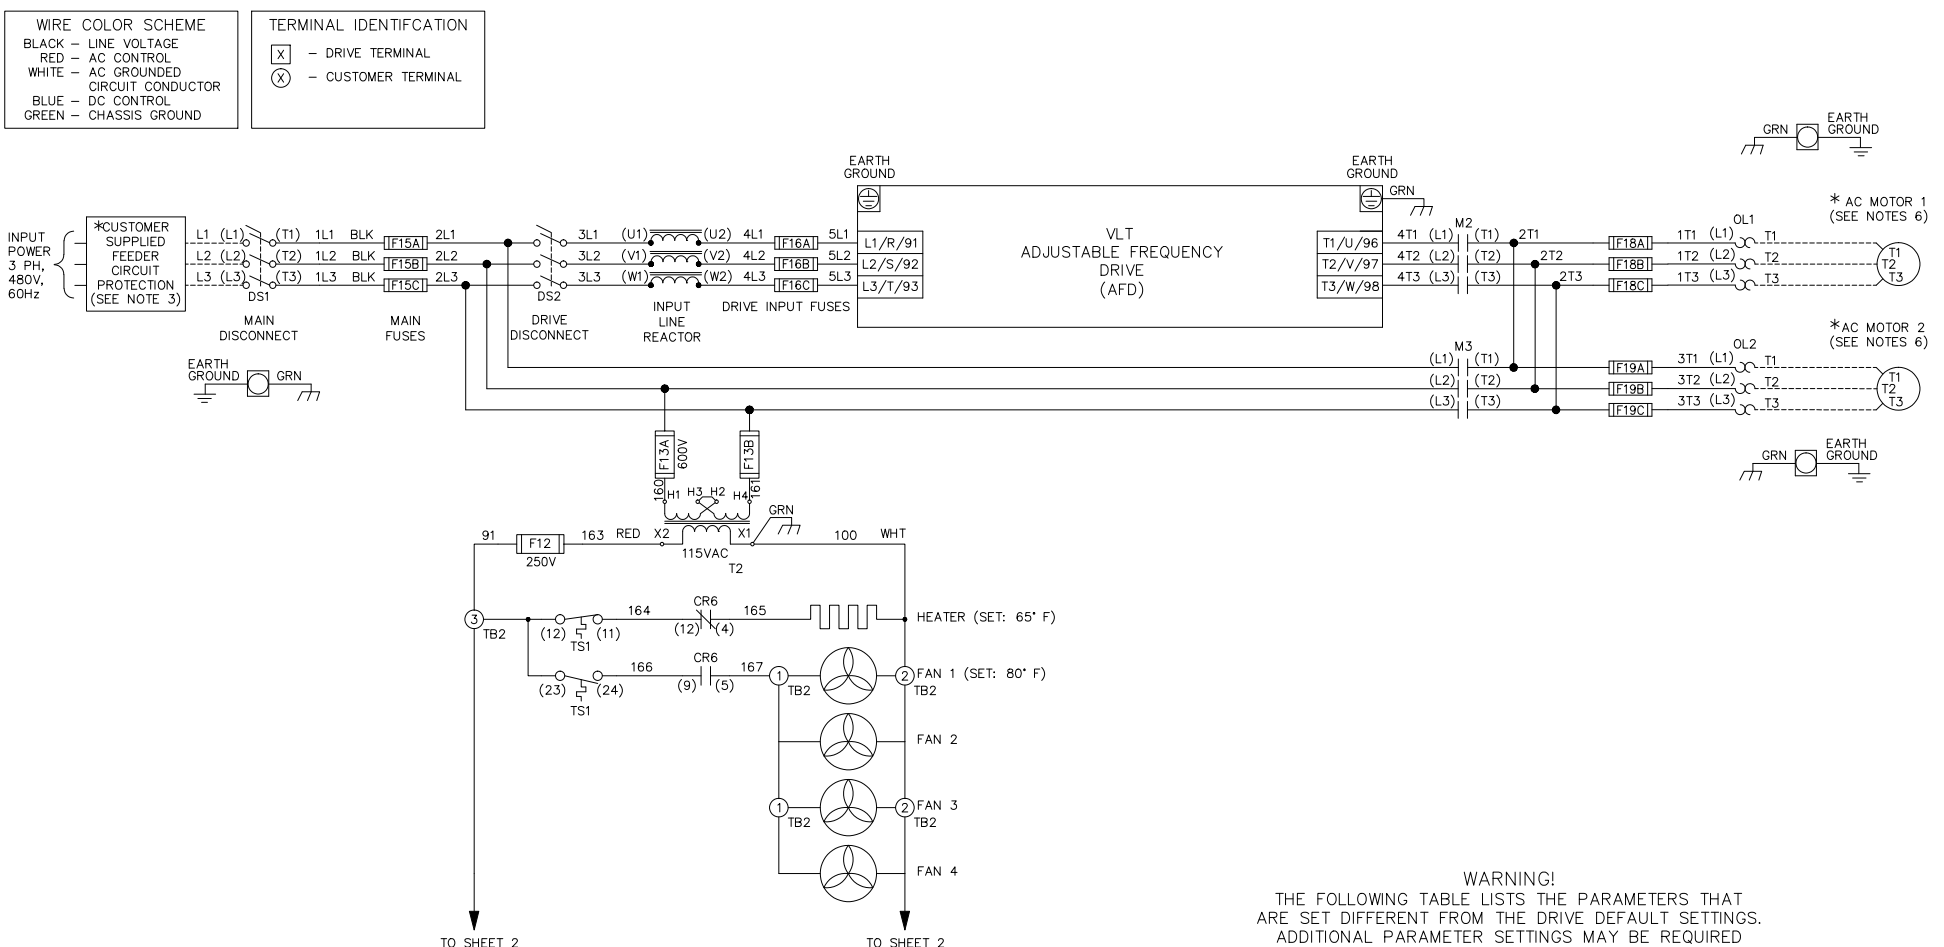 WIRE COLOR SCHEME
BLACK – LINE VOLTAGE
RED – AC CONTROL
WHITE – AC GROUNDED
CIRCUIT CONDUCTOR
BLUE – DC CONTROL
GREEN – CHASSIS GROUND
TERMINAL IDENTIFCATION
X – DRIVE TERMINAL
X – CUSTOMER TERMINAL
GRN
EARTH
GROUND
INPUT
POWER
3 PH,
480V,
60Hz
*CUSTOMER
SUPPLIED
FEEDER
CIRCUIT
PROTECTION
(SEE NOTE 3)
L1 (L1) (T1) 1L1 BLK F15A 2L1
L2 (L2) (T2) 1L2 BLK F15B 2L2
L3 (L3) (T3) 1L3 BLK F15C 2L3
DS1
MAIN
DISCONNECT
MAIN
FUSES
3L1 (U1) (U2) 4L1 F16A 5L1
3L2 (V1) (V2) 4L2 F16B 5L2
3L3 (W1) (W2) 4L3 F16C 5L3
DS2
DRIVE
DISCONNECT
INPUT
LINE
REACTOR
DRIVE INPUT FUSES
EARTH
GROUND
L1/R/91
L2/S/92
L3/T/93
VLT
ADJUSTABLE FREQUENCY
DRIVE
(AFD)
EARTH
GROUND
GRN
T1/U/96
T2/V/97
T3/W/98
M2
4T1 (L1) (T1) 2T1 F18A 1T1 (L1) T1
4T2 (L2) (T2) 2T2 F18B 1T2 (L2) T2
4T3 (L3) (T3) 2T3 F18C 1T3 (L3) T3
OL1
* AC MOTOR 1
(SEE NOTES 6)
T1
T2
T3
M3
(L1) (T1) F19A 3T1 (L1) T1
(L2) (T2) F19B 3T2 (L2) T2
(L3) (T3) F19C 3T3 (L3) T3
OL2
*AC MOTOR 2
(SEE NOTES 6)
T1
T2
T3
GRN
EARTH
GROUND
EARTH
GROUND
GRN
F13A
600V
F13B
160
161
H1 H3 H2 H4
GRN
91 F12 163 RED X2 X1 100 WHT
250V
115VAC
T2
3
TB2
(12) (11)
TS1
164
CR6
(12) (4)
165
HEATER (SET: 65° F)
(23) (24)
TS1
166
CR6
(9) (5)
167
1
TB2
2
TB2
FAN 1 (SET: 80° F)
FAN 2
1
TB2
2
TB2
FAN 3
FAN 4
TO SHEET 2
TO SHEET 2
WARNING!
THE FOLLOWING TABLE LISTS THE PARAMETERS THAT
ARE SET DIFFERENT FROM THE DRIVE DEFAULT SETTINGS.
ADDITIONAL PARAMETER SETTINGS MAY BE REQUIRED